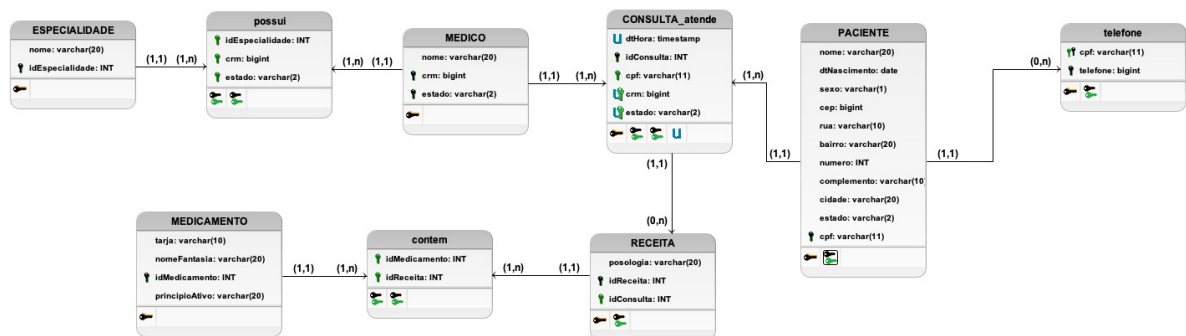 ESPECIALIDADE
nome: varchar(20)
idEspecialidade: INT
(1,1)
(1,n)
possui
idEspecialidade: INT
crm: bigint
estado: varchar(2)
(1,n)
(1,1)
MEDICO
nome: varchar(20)
crm: bigint
estado: varchar(2)
(1,1)
(1,n)
CONSULTA_atende
U dtHora: timestamp
idConsulta: INT
cpf: varchar(11)
U crm: bigint
U estado: varchar(2)
U
(1,n)
(1,1)
PACIENTE
nome: varchar(20)
dtNascimento: date
sexo: varchar(1)
cep: bigint
rua: varchar(10)
bairro: varchar(20)
numero: INT
complemento: varchar(10)
cidade: varchar(20)
estado: varchar(2)
cpf: varchar(11)
(1,1)
(0,n)
telefone
cpf: varchar(11)
telefone: bigint
(1,1)
(0,n)
MEDICAMENTO
tarja: varchar(10)
nomeFantasia: varchar(20)
idMedicamento: INT
principioAtivo: varchar(20)
(1,1)
(1,n)
contem
idMedicamento: INT
idReceita: INT
(1,n)
(1,1)
RECEITA
posologia: varchar(20)
idReceita: INT
idConsulta: INT